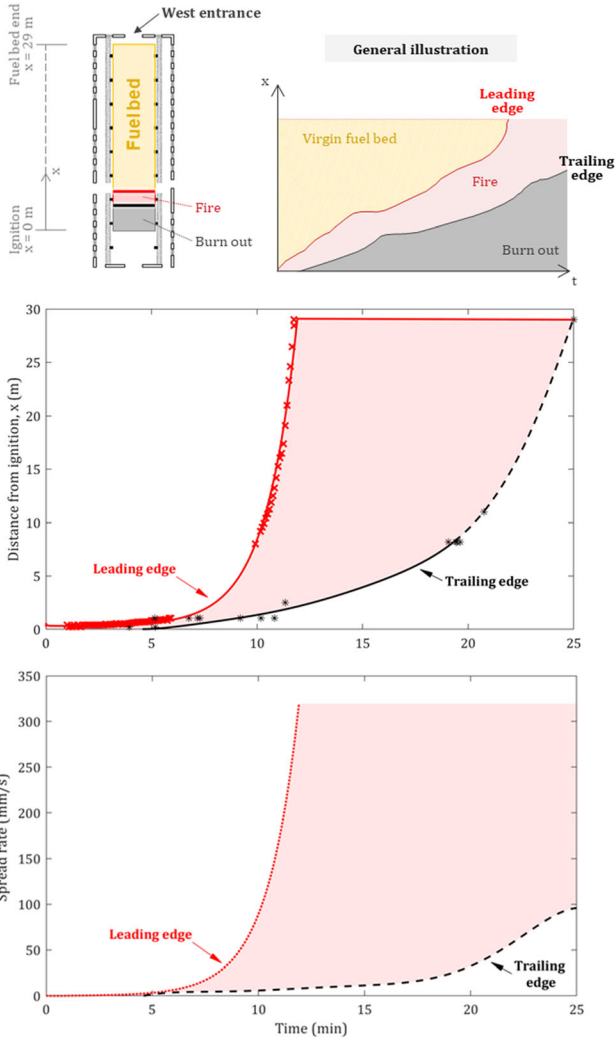 West entrance
Fuel bed end
x = 29 m
Fuel bed
x
Fire
Burn out
Ignition
x = 0 m
General illustration
x
Leading
edge
Virgin fuel bed
Trailing
edge
Fire
Burn out
t
30
25
20
15
10
5
0
Distance from ignition, x (m)
Leading edge
Trailing edge
0
5
10
15
20
25
350
300
250
200
150
100
50
0
Spread rate (mm/s)
Leading edge
Trailing
edge
0
5
10
15
20
25
Time (min)